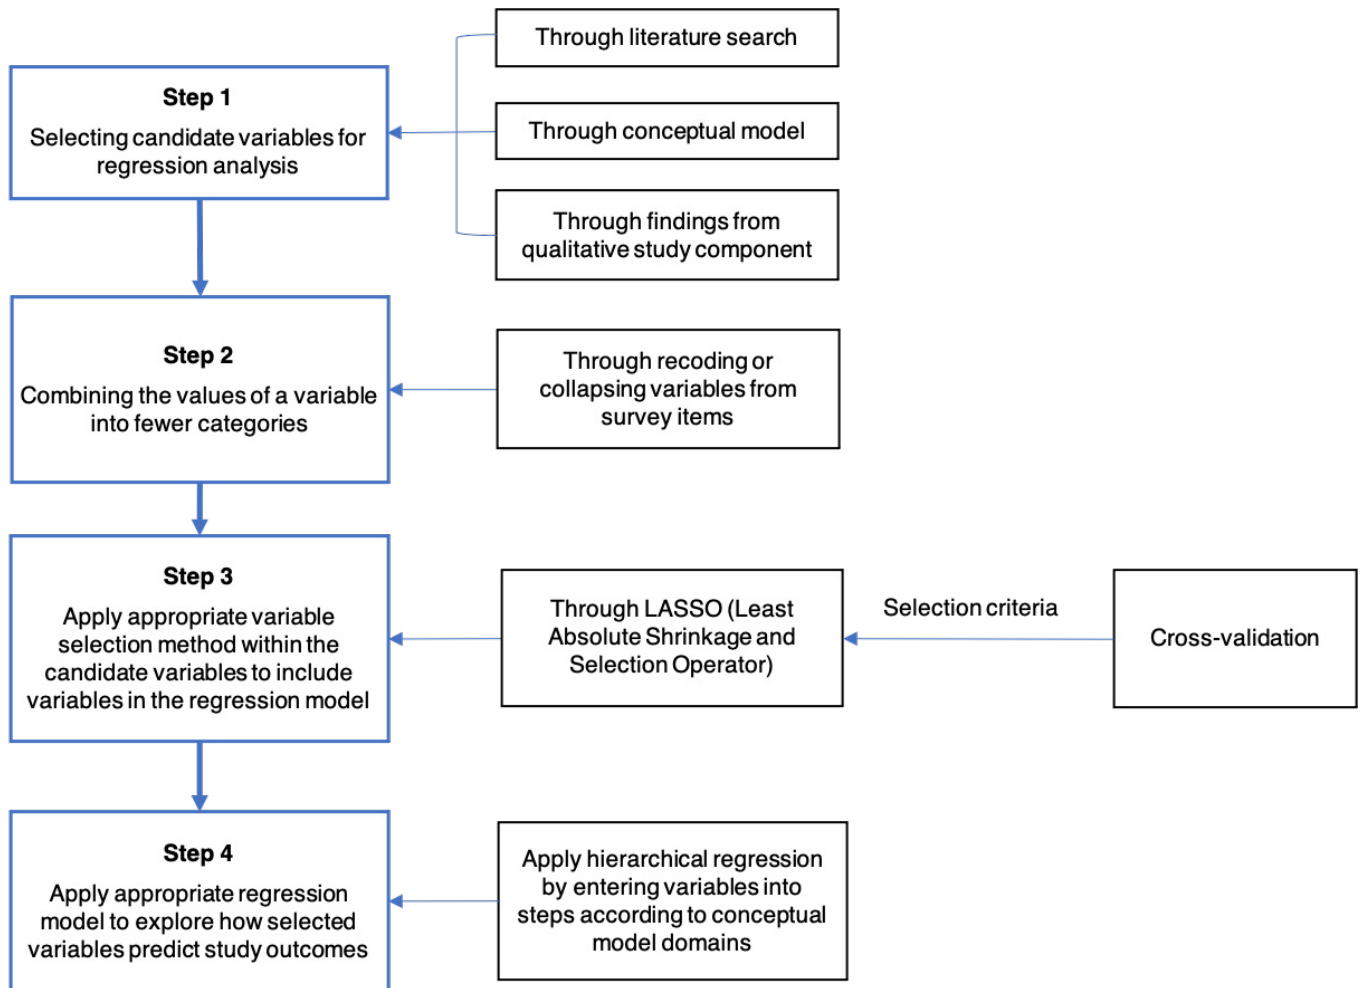 Through literature search
Step 1
Selecting candidate variables for
regression analysis
Through conceptual model
Through findings from
qualitative study component
Step 2
Combining the values of a variable
into fewer categories
Through recoding or
collapsing variables from
survey items
Step 3
Apply appropriate variable
selection method within the
candidate variables to include
variables in the regression model
Through LASSO (Least
Absolute Shrinkage and
Selection Operator)
Selection criteria
Cross-validation
Step 4
Apply appropriate regression
model to explore how selected
variables predict study outcomes
Apply hierarchical regression
by entering variables into
steps according to conceptual
model domains